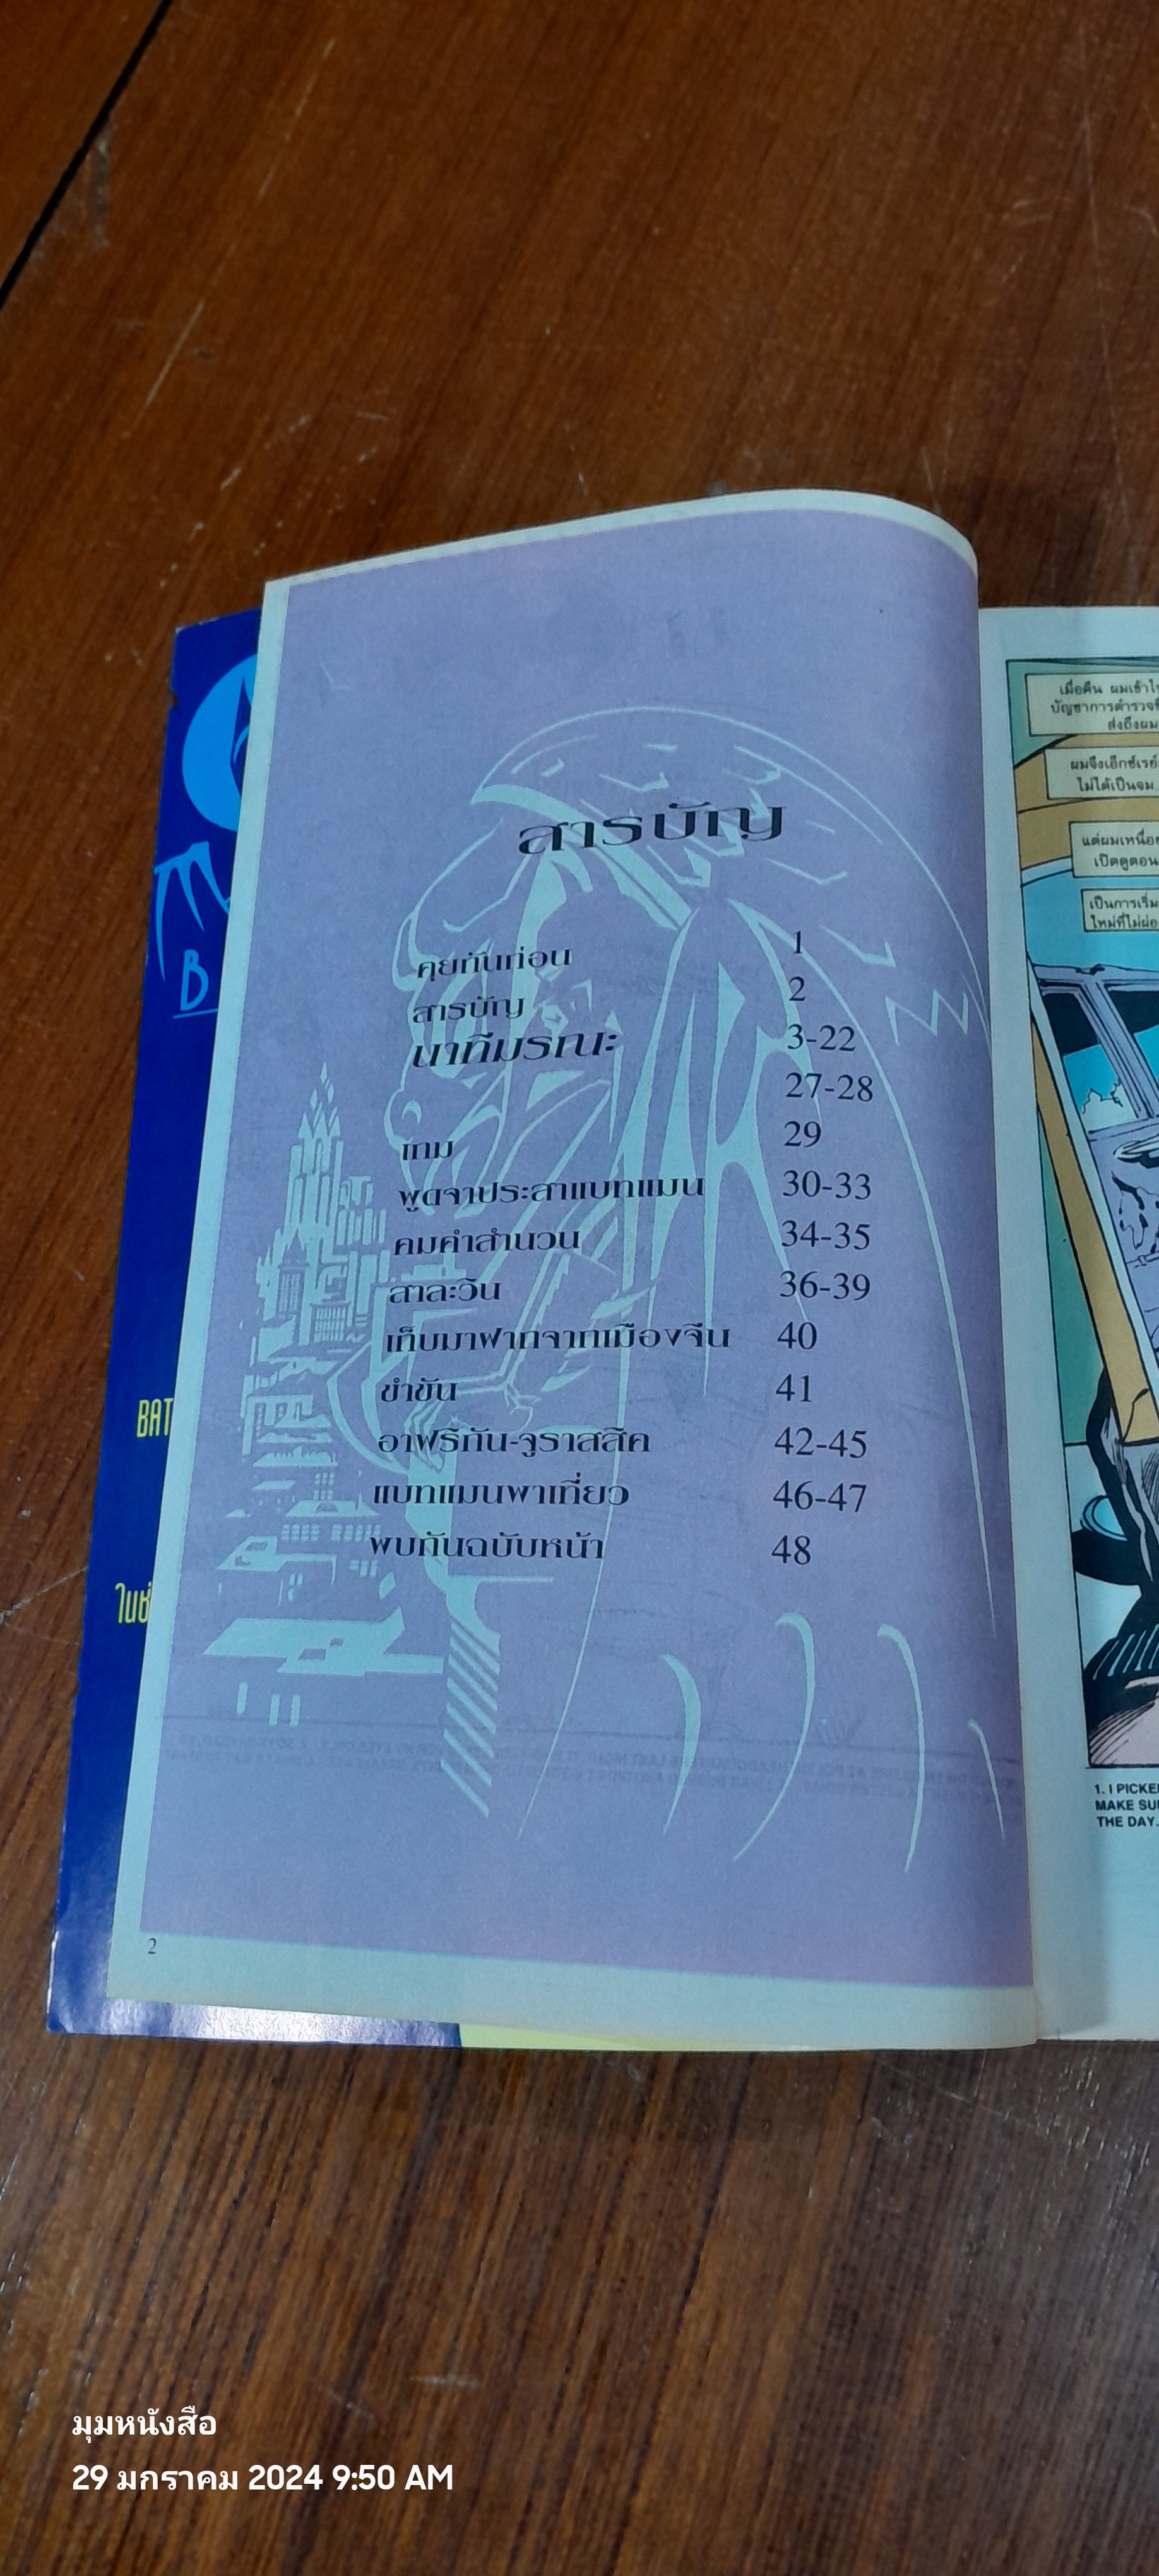 สารบัญ
คุยกันก่อน 1
สารบัญ 2
นาทีมรณะ 3-22
27-28
เกม 29
พูดจาประสาแบทแมน 30-33
คมคำสำนวน 34-35
สาละวิน 36-39
เก็บมาฝากจากเมืองจีน 40
ขำขัน 41
อาฟริกัน-จูราสสิค 42-45
แบทแมนพาเที่ยว 46-47
พบกันฉบับหน้า 48
2
B
BAT
ในช่
เมื่อคืน ผมเข้าไ
บัญชาการตำรวจ
ส่งถึงผม
ผมจึงเอ็กซ์เรย์
ไม่ได้เป็นจม.
แต่ผมเหนื่อย
เปิดดูตอน
เป็นการเริ่ม
ใหม่ที่ไม่ผ่อ
1. I PICKE
MAKE SU
THE DAY.
มุมหนังสือ
29 มกราคม 2024 9:50 AM